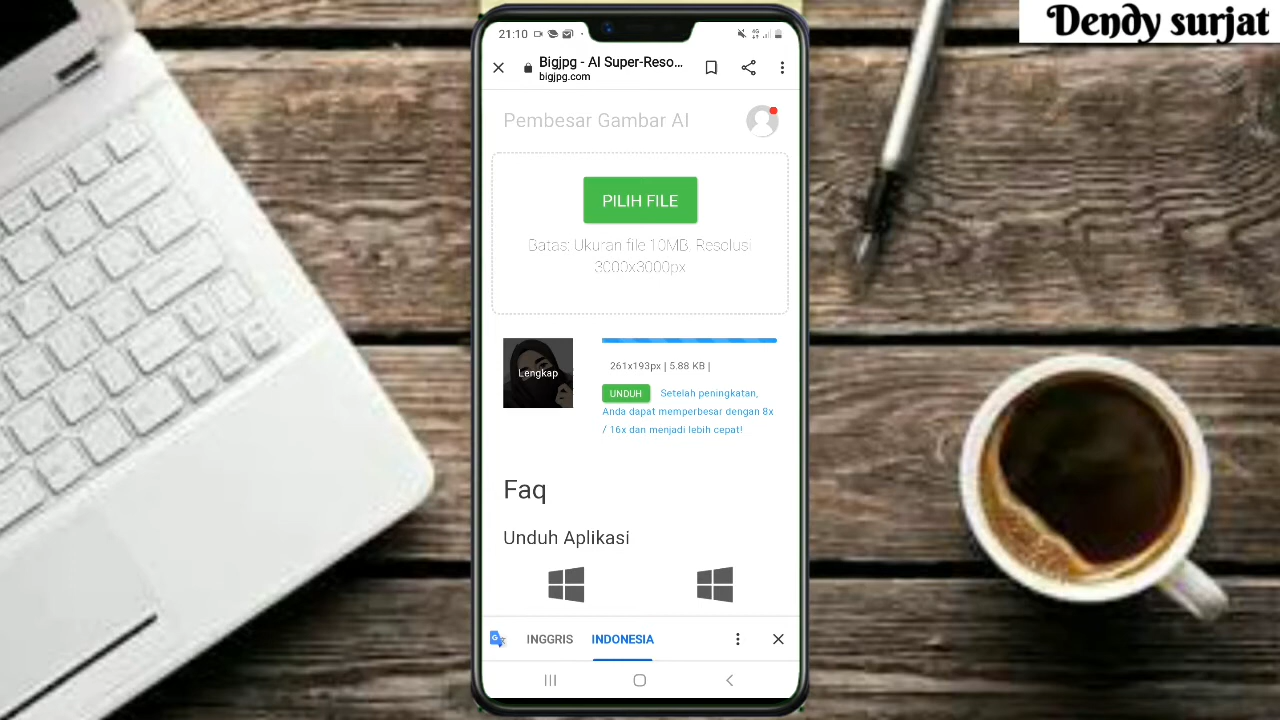 Dendy surjat
21:10
Bigjpg - AI Super-Reso...
bigjpg.com
Pembesar Gambar AI
PILIH FILE
Batas: Ukuran file 10MB, Resolusi
3000x3000px
Lengkap
261x193px | 5.88 KB |
UNDUH Setelah peningkatan,
Anda dapat memperbesar dengan 8x
/ 16x dan menjadi lebih cepat!
Faq
Unduh Aplikasi
INGGRIS INDONESIA